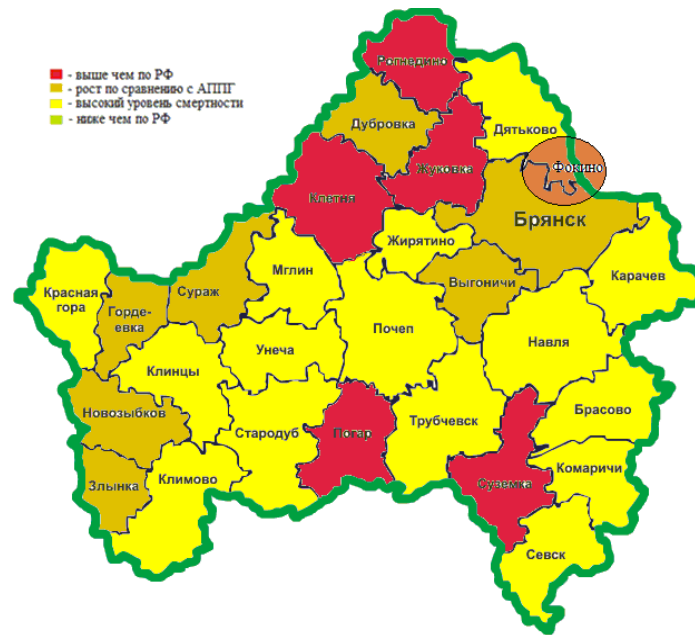 - выше чем по РФ
- рост по сравнению с АППГ
- высокий уровень смертности
- ниже чем по РФ
Рогнедино
Дубровка
Дятьково
Жуковка
Фокино
Клетня
Брянск
Жирятино
Мглин
Выгоничи
Карачев
Красная
гора
Сураж
Горде-
евка
Почеп
Навля
Унеча
Клинцы
Новозыбков
Стародуб
Погар
Трубчевск
Брасово
Злынка
Климово
Суземка
Комаричи
Севск